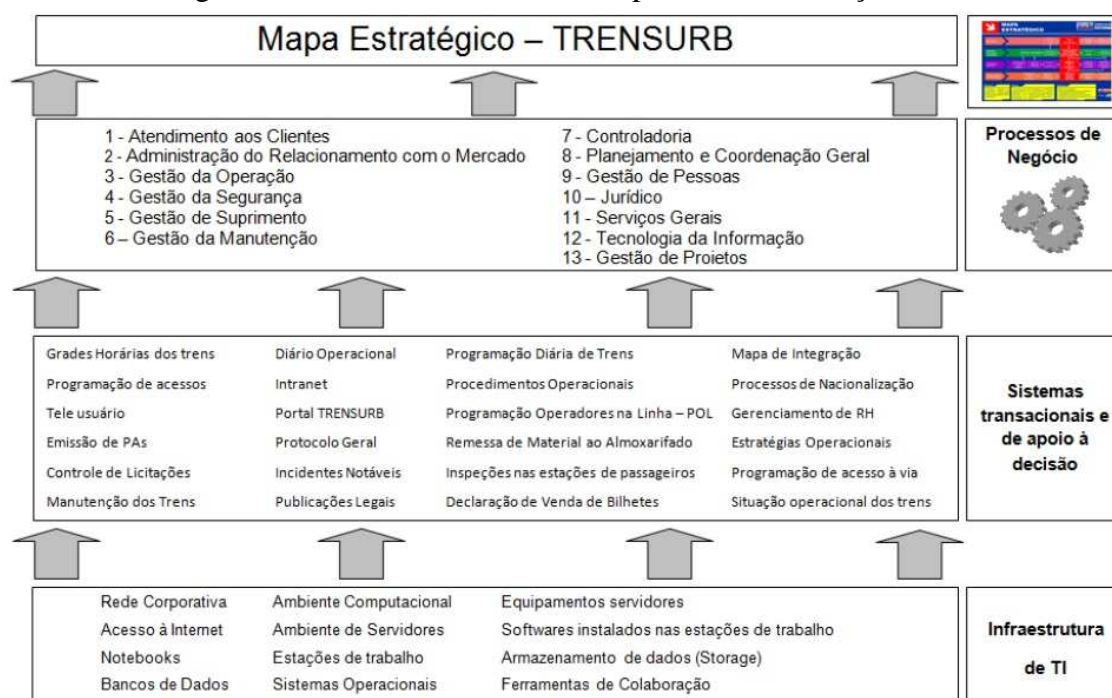 Mapa Estratégico – TRENSURB
MAPA
ESTRATÉGICO
1 - Atendimento aos Clientes
2 - Administração do Relacionamento com o Mercado
3 - Gestão da Operação
4 - Gestão da Segurança
5 - Gestão de Suprimento
6 – Gestão da Manutenção
7 - Controladoria
8 - Planejamento e Coordenação Geral
9 - Gestão de Pessoas
10 – Jurídico
11 - Serviços Gerais
12 - Tecnologia da Informação
13 - Gestão de Projetos
Processos de
Negócio
Grades Horárias dos trens Diário Operacional Programação Diária de Trens Mapa de Integração
Programação de acessos Intranet Procedimentos Operacionais Processos de Nacionalização
Tele usuário Portal TRENSURB Programação Operadores na Linha – POL Gerenciamento de RH
Emissão de PAs Protocolo Geral Remessa de Material ao Almoxarifado Estratégias Operacionais
Controle de Licitações Incidentes Notáveis Inspeções nas estações de passageiros Programação de acesso à via
Manutenção dos Trens Publicações Legais Declaração de Venda de Bilhetes Situação operacional dos trens
Sistemas
transacionais e
de apoio à
decisão
Rede Corporativa Ambiente Computacional Equipamentos servidores
Acesso à Internet Ambiente de Servidores Softwares instalados nas estações de trabalho
Notebooks Estações de trabalho Armazenamento de dados (Storage)
Bancos de Dados Sistemas Operacionais Ferramentas de Colaboração
Infraestrutura
de TI